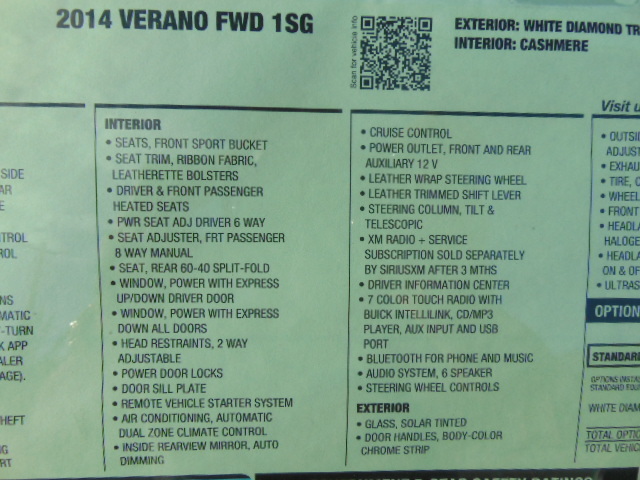 2014 VERANO FWD 1SG
Scan for vehicle info
EXTERIOR: WHITE DIAMOND TR
INTERIOR: CASHMERE
Visit u
SIDE
AR
E
TROL
ROL
NS
MATIC
-TURN
K APP
ALER
AGE).
HEFT
NG
RT
INTERIOR
• SEATS, FRONT SPORT BUCKET
• SEAT TRIM, RIBBON FABRIC,
LEATHERETTE BOLSTERS
• DRIVER & FRONT PASSENGER
HEATED SEATS
• PWR SEAT ADJ DRIVER 6 WAY
• SEAT ADJUSTER, FRT PASSENGER
8 WAY MANUAL
• SEAT, REAR 60-40 SPLIT-FOLD
• WINDOW, POWER WITH EXPRESS
UP/DOWN DRIVER DOOR
• WINDOW, POWER WITH EXPRESS
DOWN ALL DOORS
• HEAD RESTRAINTS, 2 WAY
ADJUSTABLE
• POWER DOOR LOCKS
• DOOR SILL PLATE
• REMOTE VEHICLE STARTER SYSTEM
• AIR CONDITIONING, AUTOMATIC
DUAL ZONE CLIMATE CONTROL
• INSIDE REARVIEW MIRROR, AUTO
DIMMING
• CRUISE CONTROL
• POWER OUTLET, FRONT AND REAR
AUXILIARY 12 V
• LEATHER WRAP STEERING WHEEL
• LEATHER TRIMMED SHIFT LEVER
• STEERING COLUMN, TILT &
TELESCOPIC
• XM RADIO + SERVICE
SUBSCRIPTION SOLD SEPARATELY
BY SIRIUSXM AFTER 3 MTHS
• DRIVER INFORMATION CENTER
• 7 COLOR TOUCH RADIO WITH
BUICK INTELLILINK, CD/MP3
PLAYER, AUX INPUT AND USB
PORT
• BLUETOOTH FOR PHONE AND MUSIC
• AUDIO SYSTEM, 6 SPEAKER
• STEERING WHEEL CONTROLS
EXTERIOR
• GLASS, SOLAR TINTED
• DOOR HANDLES, BODY-COLOR
CHROME STRIP
• OUTSID
ADJUST
• EXHAU
• TIRE, C
• WHEEL
• FRONT
• HEADLA
HALOGE
• HEADLA
ON & OF
• ULTRAS
OPTION
STANDARD
OPTIONS INSTAL
STANDARD EQUI
WHITE DIAM
TOTAL OPTIO
TOTAL VEHIC